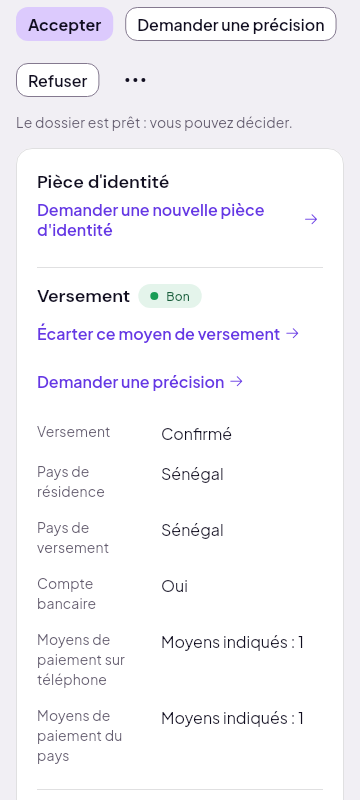 Accepter
Demander une précision
Refuser
Le dossier est prêt : vous pouvez décider.
Pièce d'identité
Demander une nouvelle pièce
d'identité
Versement
Bon
Écarter ce moyen de versement
Demander une précision
Versement
Confirmé
Pays de
résidence
Sénégal
Pays de
versement
Sénégal
Compte
bancaire
Oui
Moyens de
paiement sur
téléphone
Moyens indiqués : 1
Moyens de
paiement du
pays
Moyens indiqués : 1